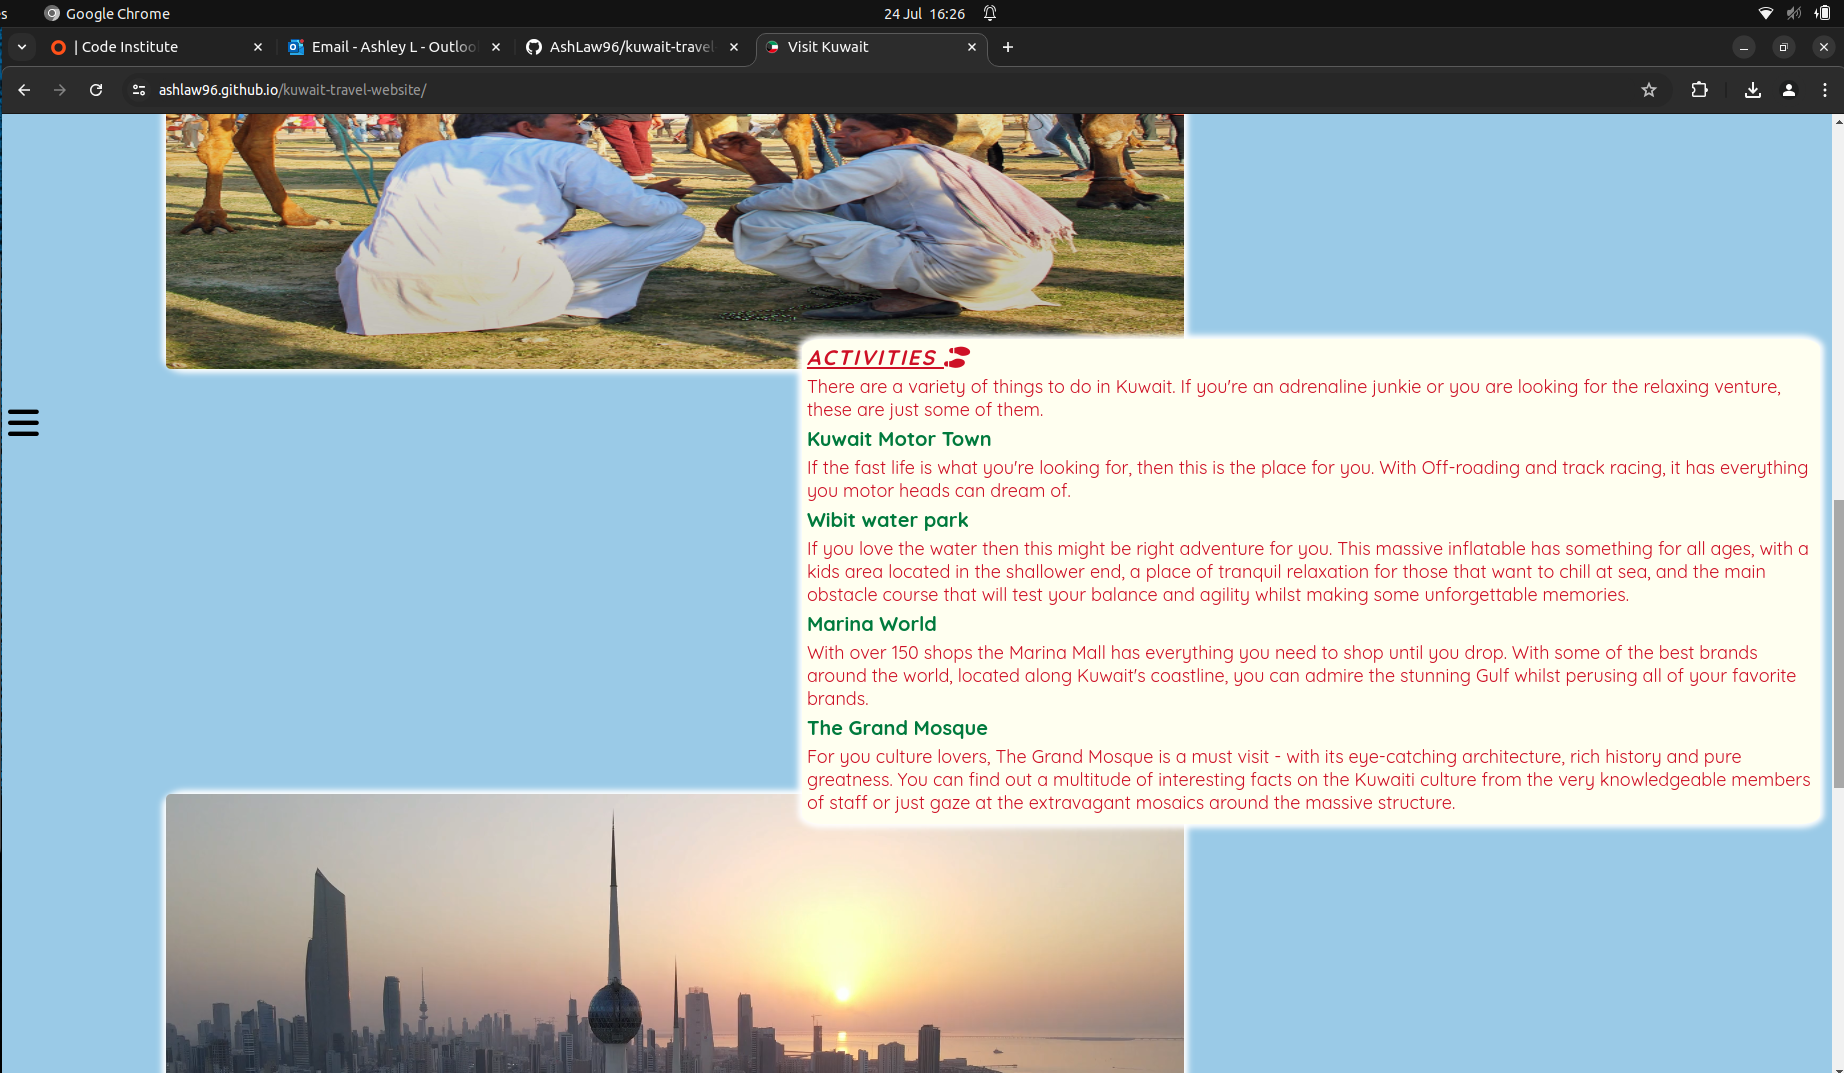 s
Google Chrome
24 Jul 16:26
| Code Institute
Email - Ashley L - Outloo
AshLaw96/kuwait-travel
Visit Kuwait
ashlaw96.github.io/kuwait-travel-website/
ACTIVITIES
There are a variety of things to do in Kuwait. If you're an adrenaline junkie or you are looking for the relaxing venture,
these are just some of them.
Kuwait Motor Town
If the fast life is what you're looking for, then this is the place for you. With Off-roading and track racing, it has everything
you motor heads can dream of.
Wibit water park
If you love the water then this might be right adventure for you. This massive inflatable has something for all ages, with a
kids area located in the shallower end, a place of tranquil relaxation for those that want to chill at sea, and the main
obstacle course that will test your balance and agility whilst making some unforgettable memories.
Marina World
With over 150 shops the Marina Mall has everything you need to shop until you drop. With some of the best brands
around the world, located along Kuwait's coastline, you can admire the stunning Gulf whilst perusing all of your favorite
brands.
The Grand Mosque
For you culture lovers, The Grand Mosque is a must visit - with its eye-catching architecture, rich history and pure
greatness. You can find out a multitude of interesting facts on the Kuwaiti culture from the very knowledgeable members
of staff or just gaze at the extravagant mosaics around the massive structure.